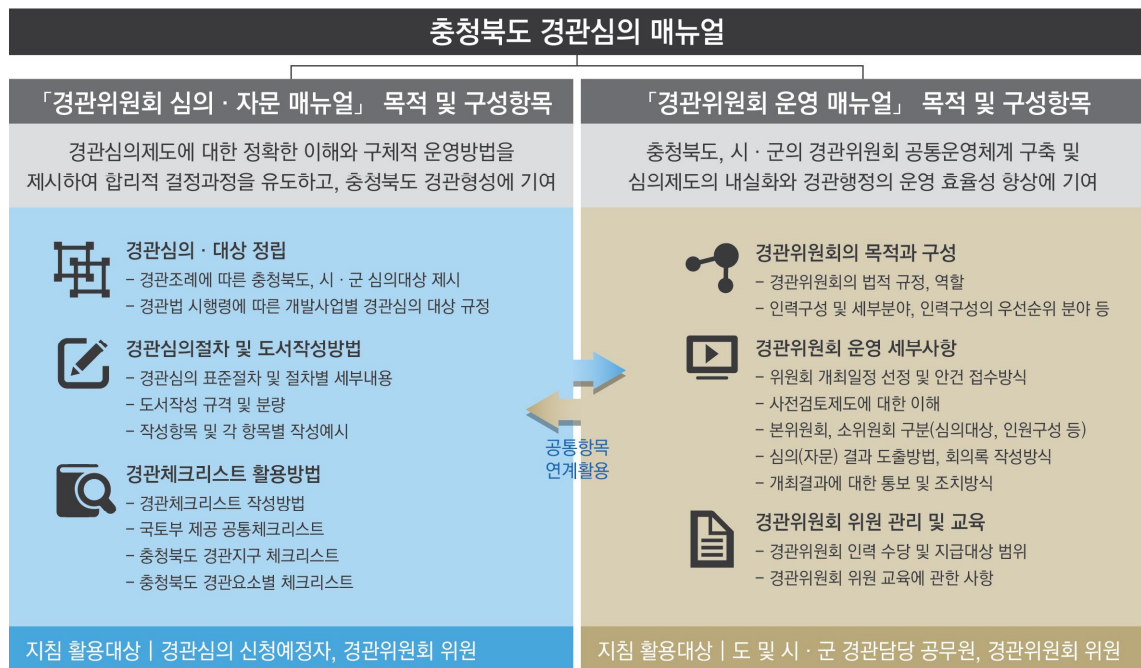 충청북도 경관심의 매뉴얼
「경관위원회 심의 · 자문 매뉴얼」 목적 및 구성항목
경관심의제도에 대한 정확한 이해와 구체적 운영방법을
제시하여 합리적 결정과정을 유도하고, 충청북도 경관형성에 기여
경관심의 · 대상 정립
- 경관조례에 따른 충청북도, 시 · 군 심의대상 제시
- 경관법 시행령에 따른 개발사업별 경관심의 대상 규정
경관심의절차 및 도서작성방법
- 경관심의 표준절차 및 절차별 세부내용
- 도서작성 규격 및 분량
- 작성항목 및 각 항목별 작성예시
경관체크리스트 활용방법
- 경관체크리스트 작성방법
- 국토부 제공 공통체크리스트
- 충청북도 경관지구 체크리스트
- 충청북도 경관요소별 체크리스트
지침 활용대상 | 경관심의 신청예정자, 경관위원회 위원
공통항목
연계활용
「경관위원회 운영 매뉴얼」 목적 및 구성항목
충청북도, 시 · 군의 경관위원회 공통운영체계 구축 및
심의제도의 내실화와 경관행정의 운영 효율성 향상에 기여
경관위원회의 목적과 구성
- 경관위원회의 법적 규정, 역할
- 인력구성 및 세부분야, 인력구성의 우선순위 분야 등
경관위원회 운영 세부사항
- 위원회 개최일정 선정 및 안건 접수방식
- 사전검토제도에 대한 이해
- 본위원회, 소위원회 구분(심의대상, 인원구성 등)
- 심의(자문) 결과 도출방법, 회의록 작성방식
- 개최결과에 대한 통보 및 조치방식
경관위원회 위원 관리 및 교육
- 경관위원회 인력 수당 및 지급대상 범위
- 경관위원회 위원 교육에 관한 사항
지침 활용대상 | 도 및 시 · 군 경관담당 공무원, 경관위원회 위원